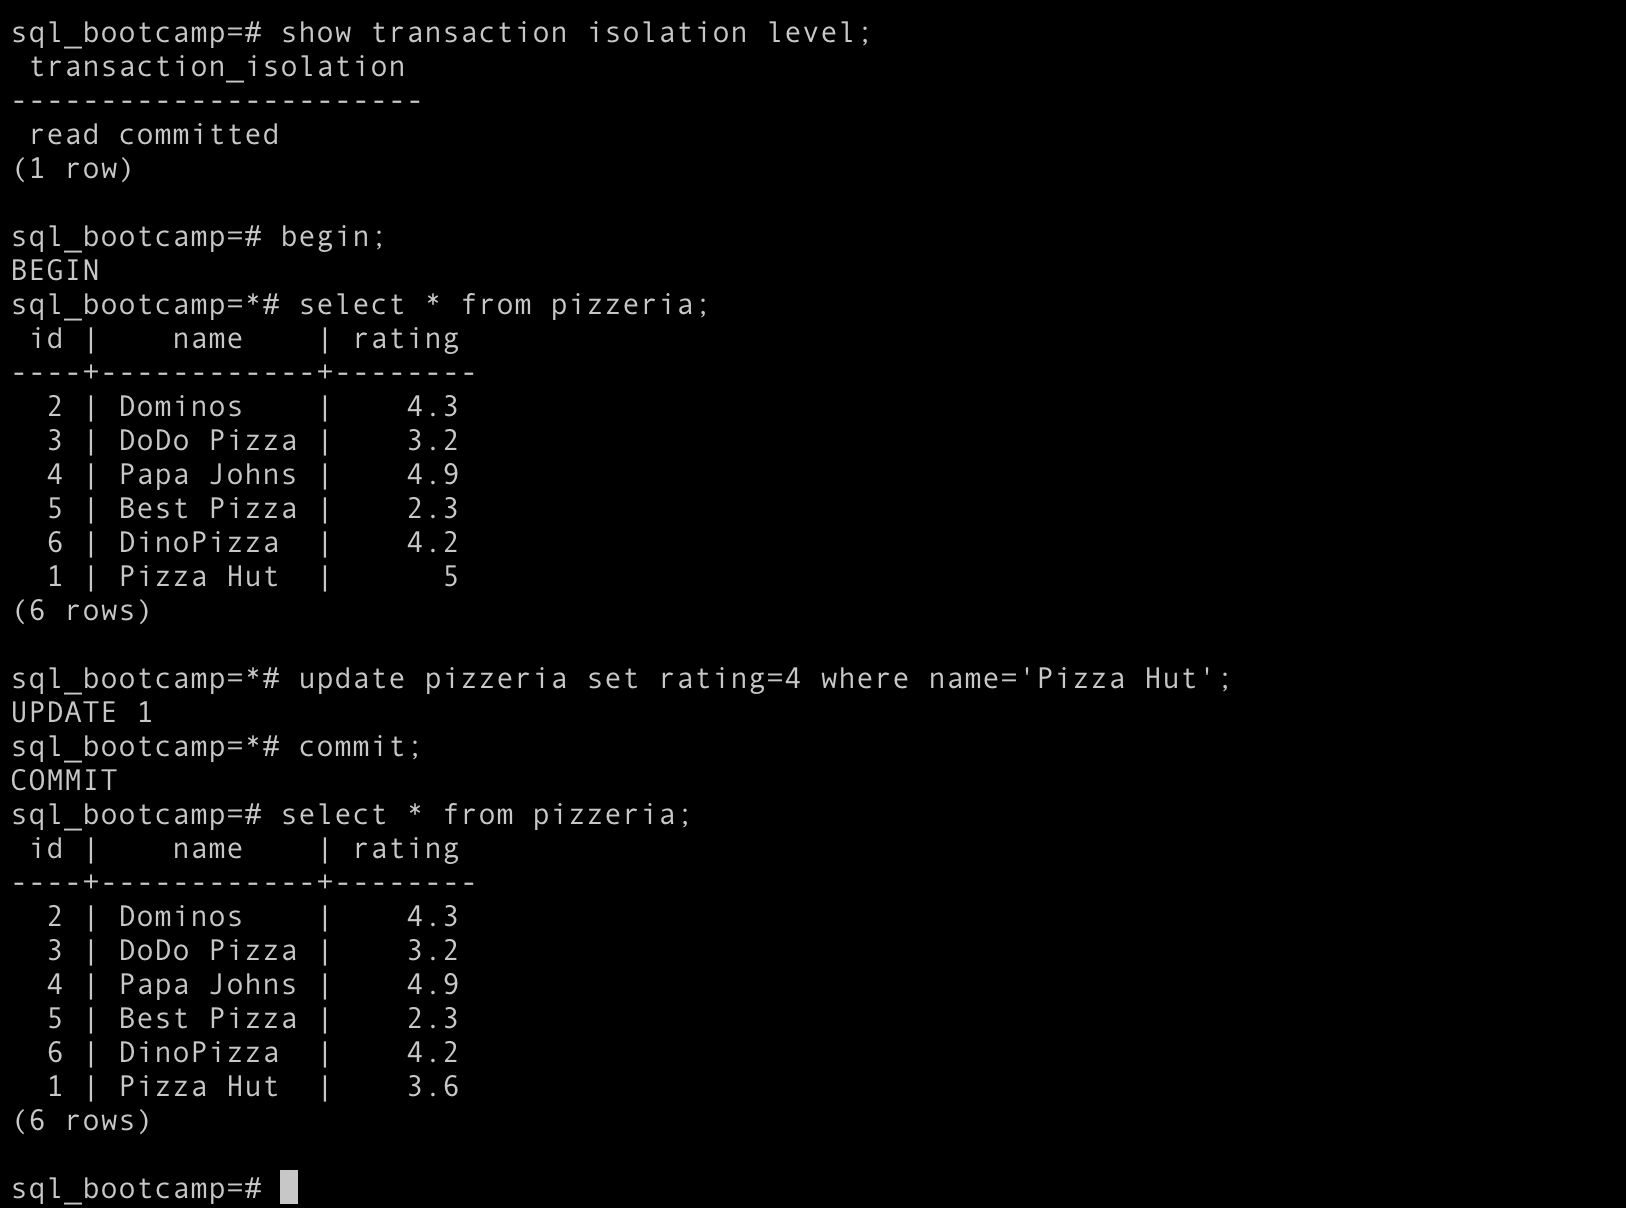 sql_bootcamp=# show transaction isolation level;
 transaction_isolation
-----------------------
 read committed
(1 row)

sql_bootcamp=# begin;
BEGIN
sql_bootcamp=*# select * from pizzeria;
 id |    name    | rating
----+------------+--------
  2 | Dominos    |    4.3
  3 | DoDo Pizza |    3.2
  4 | Papa Johns |    4.9
  5 | Best Pizza |    2.3
  6 | DinoPizza  |    4.2
  1 | Pizza Hut  |      5
(6 rows)

sql_bootcamp=*# update pizzeria set rating=4 where name='Pizza Hut';
UPDATE 1
sql_bootcamp=*# commit;
COMMIT
sql_bootcamp=# select * from pizzeria;
 id |    name    | rating
----+------------+--------
  2 | Dominos    |    4.3
  3 | DoDo Pizza |    3.2
  4 | Papa Johns |    4.9
  5 | Best Pizza |    2.3
  6 | DinoPizza  |    4.2
  1 | Pizza Hut  |    3.6
(6 rows)

sql_bootcamp=#